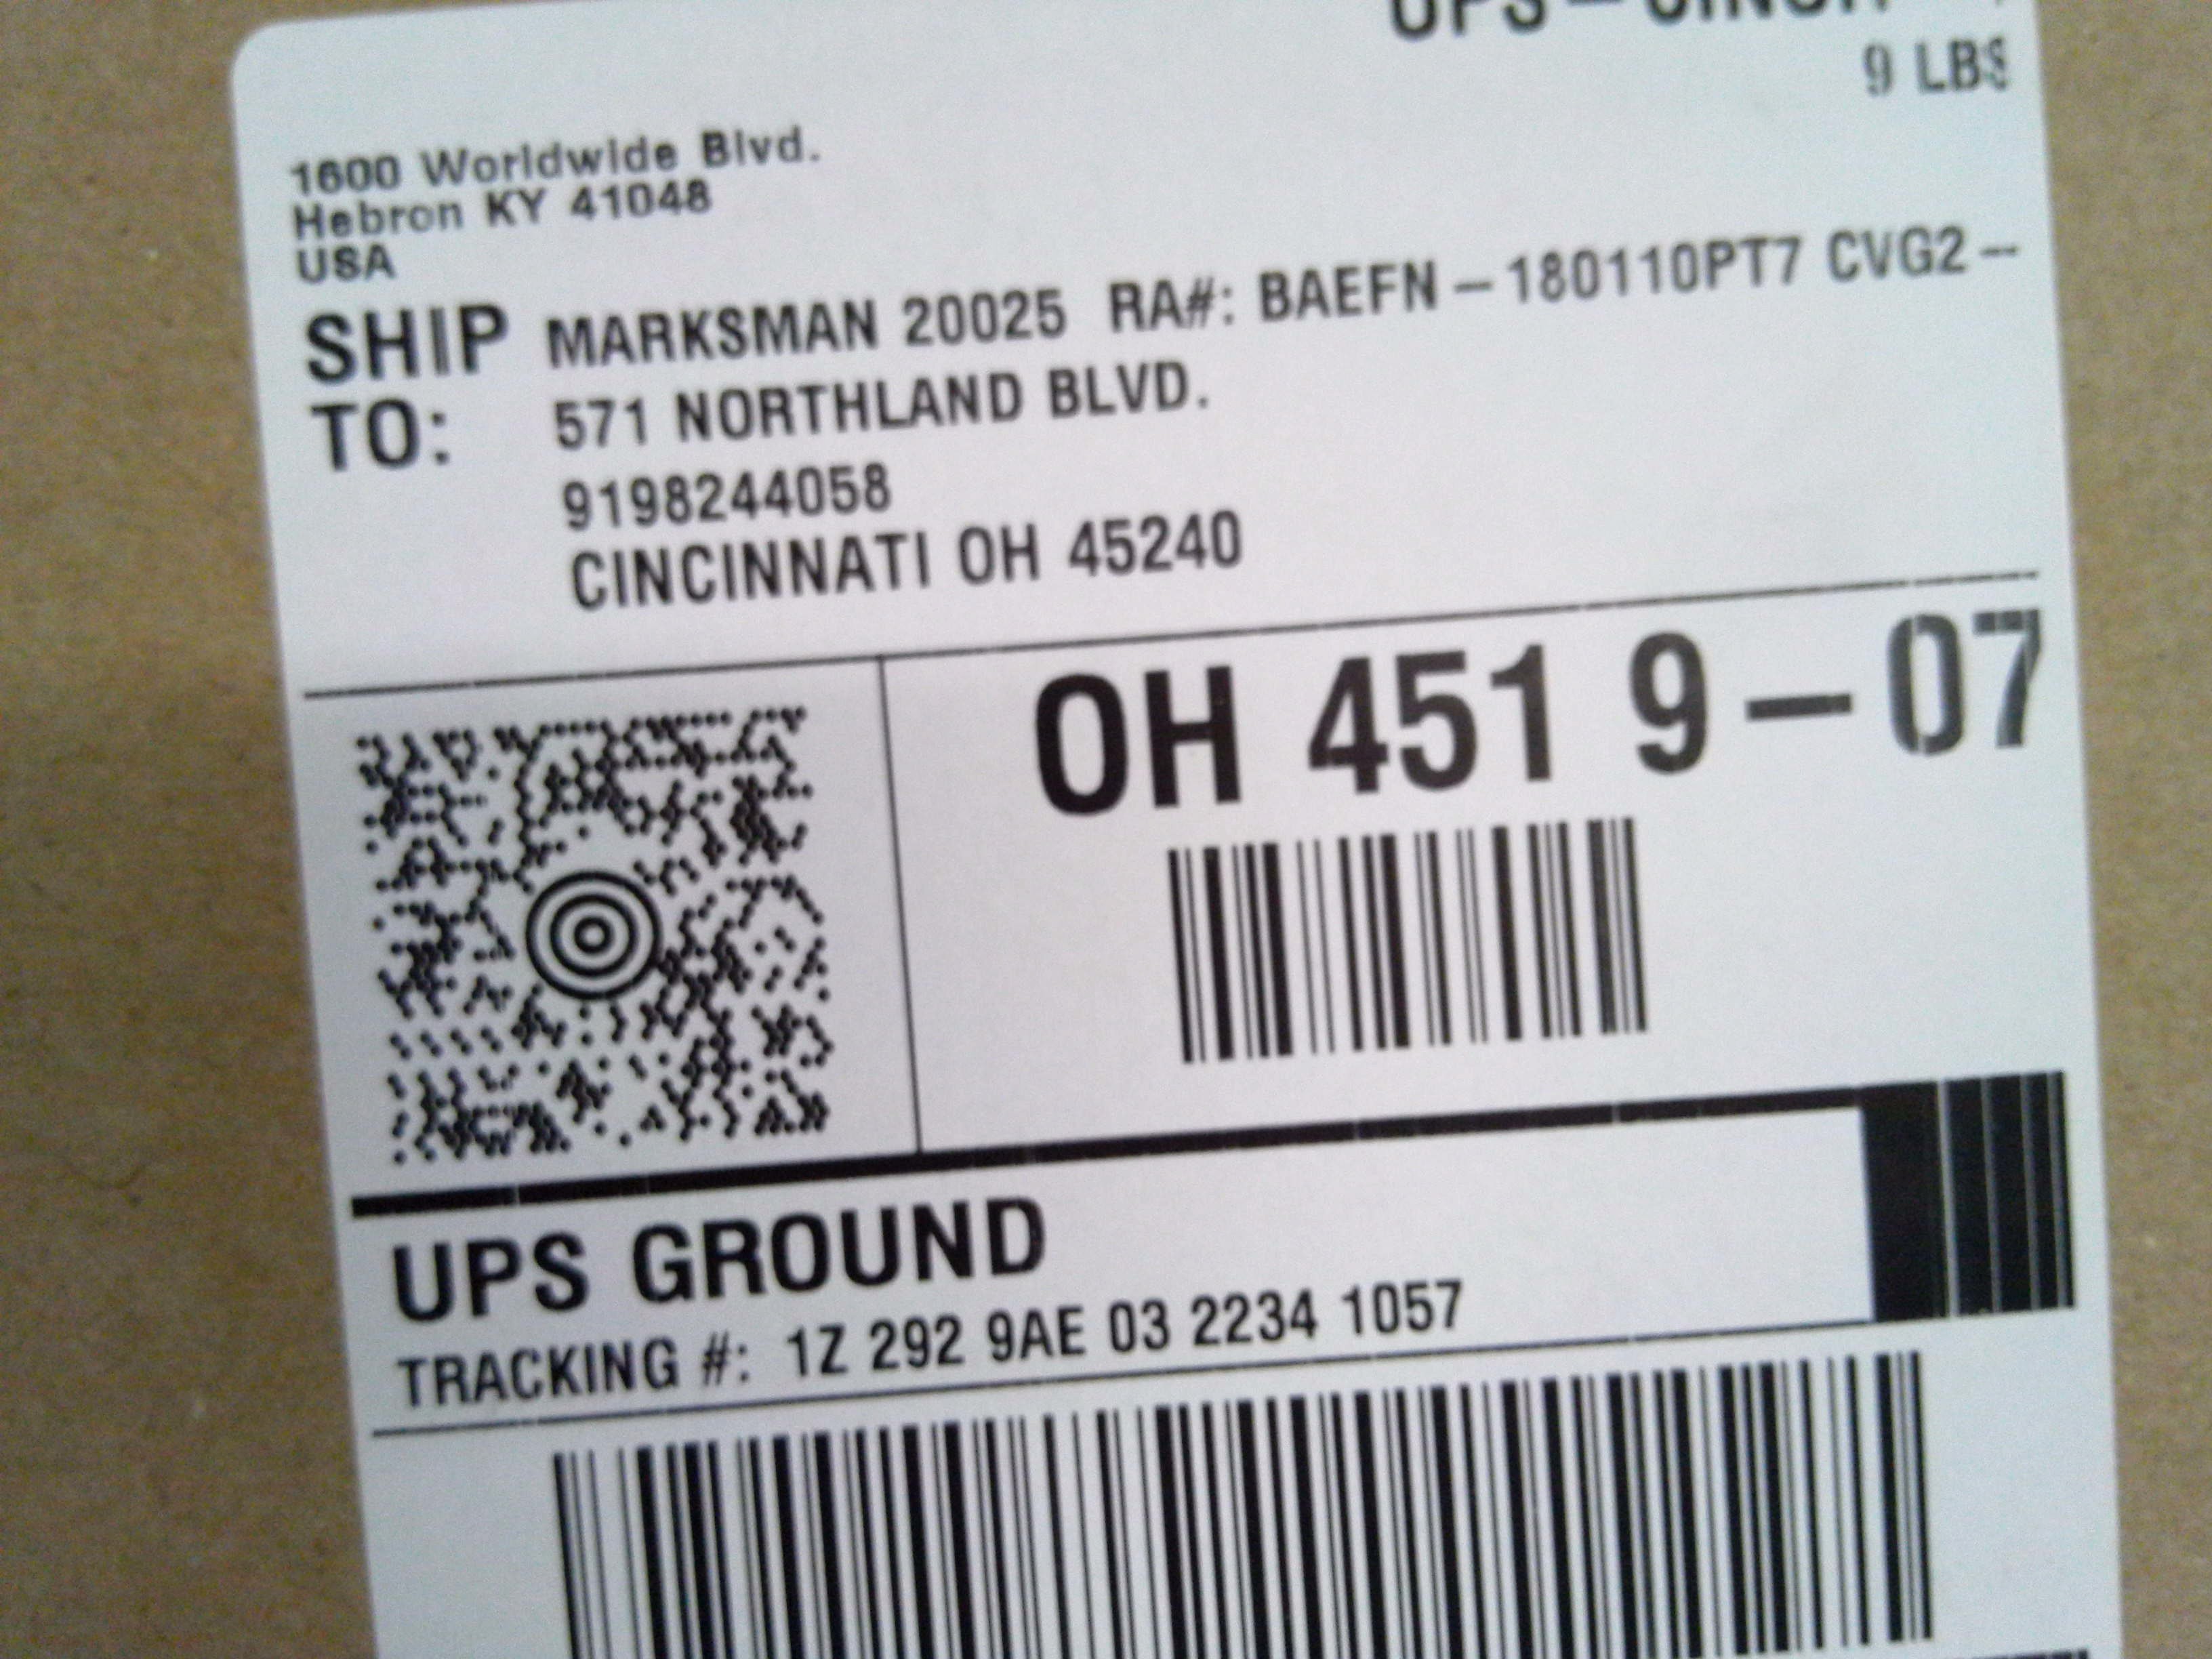 9 LBS
1600 Worldwide Blvd.
Hebron KY 41048
USA
SHIP TO: MARKSMAN 20025 RA#: BAEFN-180110PT7 CVG2-
571 NORTHLAND BLVD.
9198244058
CINCINNATI OH 45240
OH 451 9-07
UPS GROUND
TRACKING #: 1Z 292 9AE 03 2234 1057